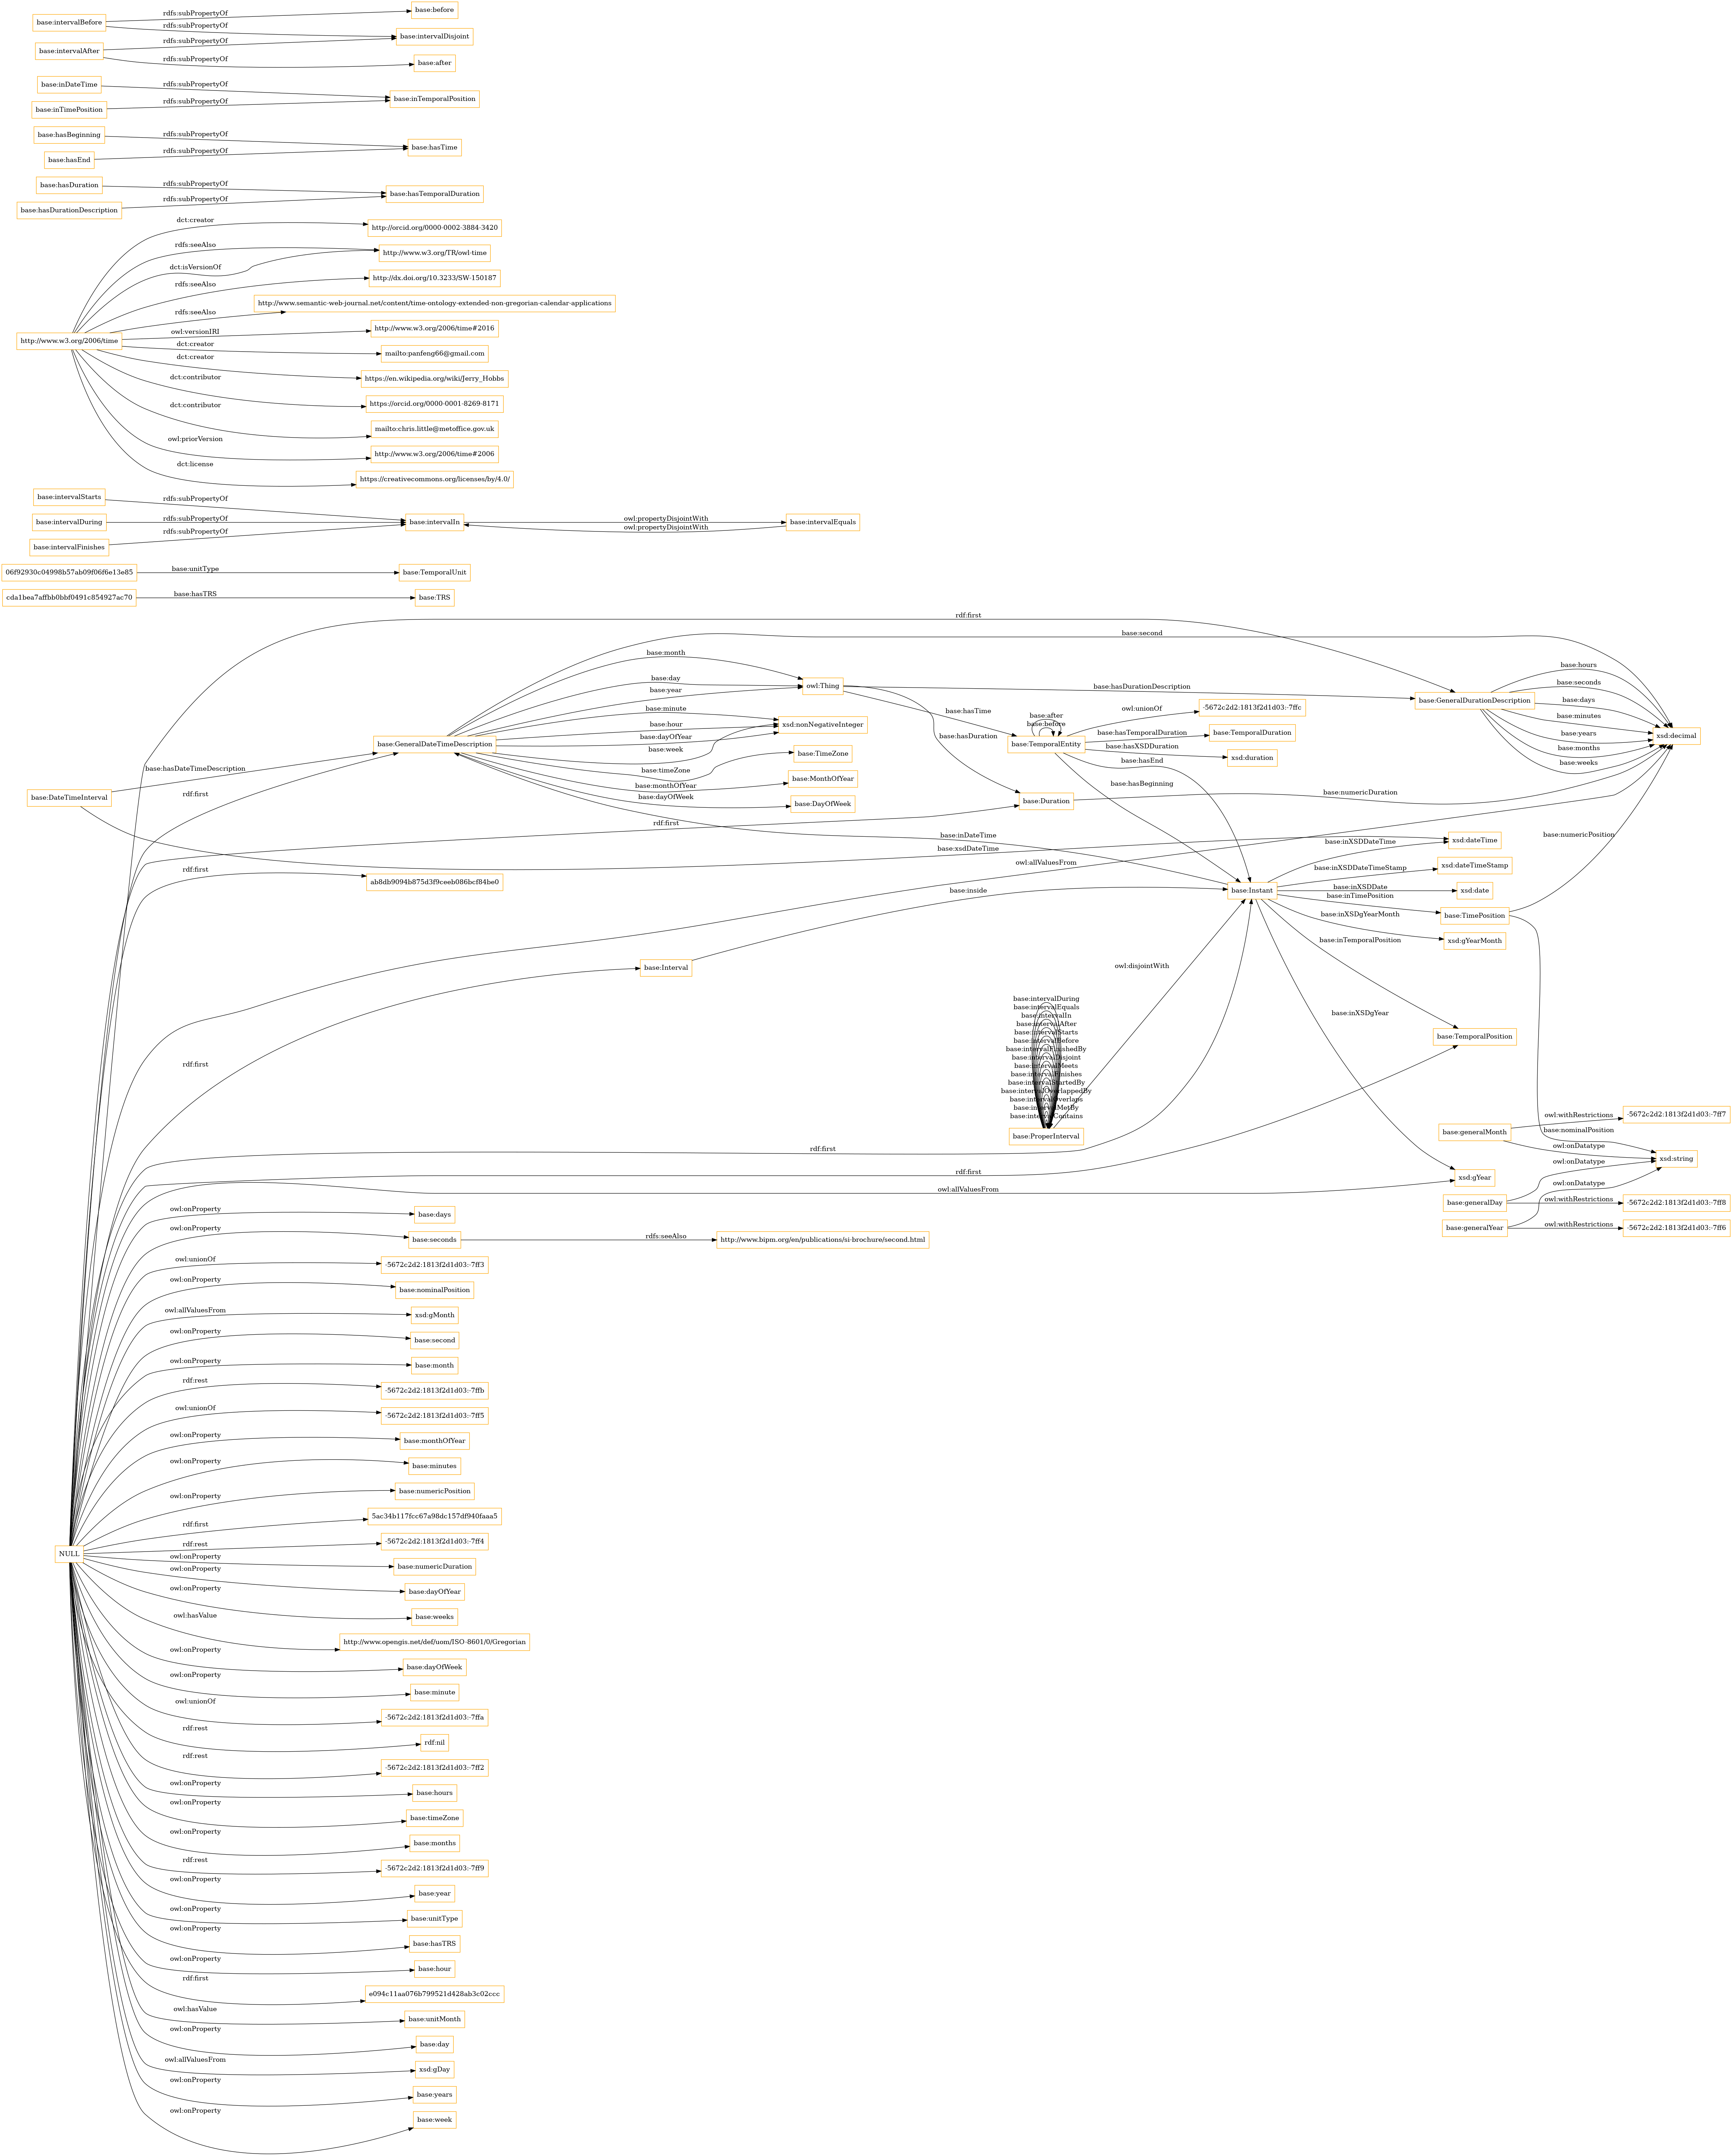 base:intervalBefore
rdfs:subPropertyOf
base:before
rdfs:subPropertyOf
base:intervalDisjoint
base:intervalAfter
rdfs:subPropertyOf
rdfs:subPropertyOf
base:after
base:inDateTime
rdfs:subPropertyOf
base:inTemporalPosition
base:inTimePosition
rdfs:subPropertyOf
base:hasBeginning
rdfs:subPropertyOf
base:hasTime
base:hasEnd
rdfs:subPropertyOf
base:hasDuration
rdfs:subPropertyOf
base:hasTemporalDuration
base:hasDurationDescription
rdfs:subPropertyOf
http://www.w3.org/2006/time
dct:creator
http://orcid.org/0000-0002-3884-3420
rdfs:seeAlso
http://www.w3.org/TR/owl-time
dct:isVersionOf
rdfs:seeAlso
http://dx.doi.org/10.3233/SW-150187
rdfs:seeAlso
http://www.semantic-web-journal.net/content/time-ontology-extended-non-gregorian-calendar-applications
owl:versionIRI
http://www.w3.org/2006/time#2016
dct:creator
mailto:panfeng66@gmail.com
dct:creator
https://en.wikipedia.org/wiki/Jerry_Hobbs
dct:contributor
https://orcid.org/0000-0001-8269-8171
dct:contributor
mailto:chris.little@metoffice.gov.uk
owl:priorVersion
http://www.w3.org/2006/time#2006
dct:license
https://creativecommons.org/licenses/by/4.0/
base:intervalStarts
rdfs:subPropertyOf
base:intervalDuring
rdfs:subPropertyOf
base:intervalIn
owl:propertyDisjointWith
owl:propertyDisjointWith
base:intervalEquals
base:intervalFinishes
rdfs:subPropertyOf
06f92930c04998b57ab09f06f6e13e85
base:unitType
base:TemporalUnit
cda1bea7affbb0bbf0491c854927ac70
base:hasTRS
base:TRS
rdf:first
base:second
base:month
base:day
base:year
owl:Thing
base:hasDurationDescription
base:hasTime
base:hasDuration
base:GeneralDurationDescription
base:hours
base:seconds
base:days
base:minutes
base:years
base:months
base:weeks
xsd:decimal
base:GeneralDateTimeDescription
base:minute
base:hour
base:dayOfYear
base:week
xsd:nonNegativeInteger
base:timeZone
base:TimeZone
base:monthOfYear
base:MonthOfYear
base:dayOfWeek
base:DayOfWeek
base:after
base:before
base:TemporalEntity
owl:unionOf
-5672c2d2:1813f2d1d03:-7ffc
base:hasTemporalDuration
base:TemporalDuration
base:hasXSDDuration
xsd:duration
base:hasEnd
base:hasBeginning
base:DateTimeInterval
base:hasDateTimeDescription
rdf:first
base:Duration
base:numericDuration
rdf:first
base:inDateTime
base:xsdDateTime
owl:allValuesFrom
rdf:first
ab8db9094b875d3f9ceeb086bcf84be0
base:inside
base:Instant
base:inXSDDateTime
xsd:dateTime
base:inXSDDateTimeStamp
xsd:dateTimeStamp
base:inXSDDate
xsd:date
base:inTimePosition
base:TimePosition
base:numericPosition
base:inXSDgYearMonth
xsd:gYearMonth
base:inTemporalPosition
base:TemporalPosition
base:inXSDgYear
xsd:gYear
base:Interval
rdf:first
owl:disjointWith
base:intervalDuring
base:intervalEquals
base:intervalIn
base:intervalAfter
base:intervalStarts
base:intervalBefore
base:intervalFinishedBy
base:intervalDisjoint
base:intervalMeets
base:intervalFinishes
base:intervalStartedBy
base:intervalOverlappedBy
base:intervalOverlaps
base:intervalMetBy
base:intervalContains
base:ProperInterval
base:generalMonth
owl:withRestrictions
-5672c2d2:1813f2d1d03:-7ff7
base:nominalPosition
owl:onDatatype
xsd:string
owl:onDatatype
owl:onDatatype
base:generalDay
owl:withRestrictions
-5672c2d2:1813f2d1d03:-7ff8
base:generalYear
owl:withRestrictions
-5672c2d2:1813f2d1d03:-7ff6
rdf:first
rdf:first
owl:allValuesFrom
NULL
owl:onProperty
base:days
owl:onProperty
base:seconds
rdfs:seeAlso
http://www.bipm.org/en/publications/si-brochure/second.html
owl:unionOf
-5672c2d2:1813f2d1d03:-7ff3
owl:onProperty
base:nominalPosition
owl:allValuesFrom
xsd:gMonth
owl:onProperty
base:second
owl:onProperty
base:month
rdf:rest
-5672c2d2:1813f2d1d03:-7ffb
owl:unionOf
-5672c2d2:1813f2d1d03:-7ff5
owl:onProperty
base:monthOfYear
owl:onProperty
base:minutes
owl:onProperty
base:numericPosition
rdf:first
5ac34b117fcc67a98dc157df940faaa5
rdf:rest
-5672c2d2:1813f2d1d03:-7ff4
owl:onProperty
base:numericDuration
owl:onProperty
base:dayOfYear
owl:onProperty
base:weeks
owl:hasValue
http://www.opengis.net/def/uom/ISO-8601/0/Gregorian
owl:onProperty
base:dayOfWeek
owl:onProperty
base:minute
owl:unionOf
-5672c2d2:1813f2d1d03:-7ffa
rdf:rest
rdf:nil
rdf:rest
-5672c2d2:1813f2d1d03:-7ff2
owl:onProperty
base:hours
owl:onProperty
base:timeZone
owl:onProperty
base:months
rdf:rest
-5672c2d2:1813f2d1d03:-7ff9
owl:onProperty
base:year
owl:onProperty
base:unitType
owl:onProperty
base:hasTRS
owl:onProperty
base:hour
rdf:first
e094c11aa076b799521d428ab3c02ccc
owl:hasValue
base:unitMonth
owl:onProperty
base:day
owl:allValuesFrom
xsd:gDay
owl:onProperty
base:years
owl:onProperty
base:week